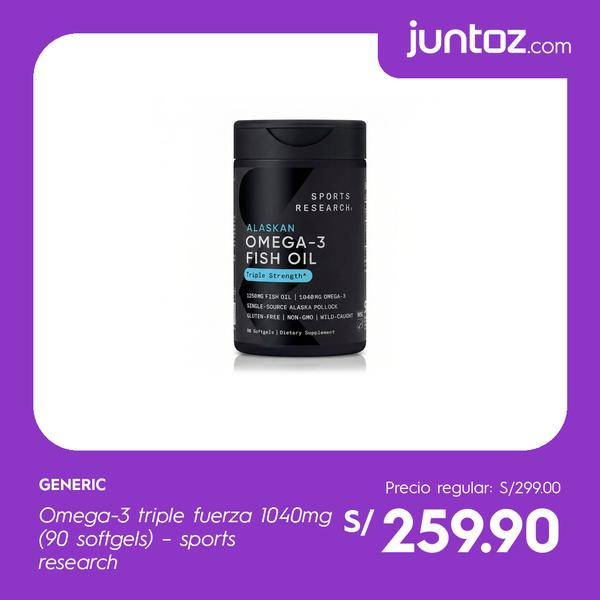 juntoz.com
SPORTS
RESEARCH
ALASKAN
OMEGA-3
FISH OIL
Triple Strength*
1250MG FISH OIL | 1040MG OMEGA-3
SINGLE-SOURCE ALASKA POLLOCK
GLUTEN-FREE | NON-GMO | WILD-CAUGHT
90 Softgels | Dietary Supplement
GENERIC
Omega-3 triple fuerza 1040mg
(90 softgels) - sports
research
Precio regular: S/299.00
S/ 259.90